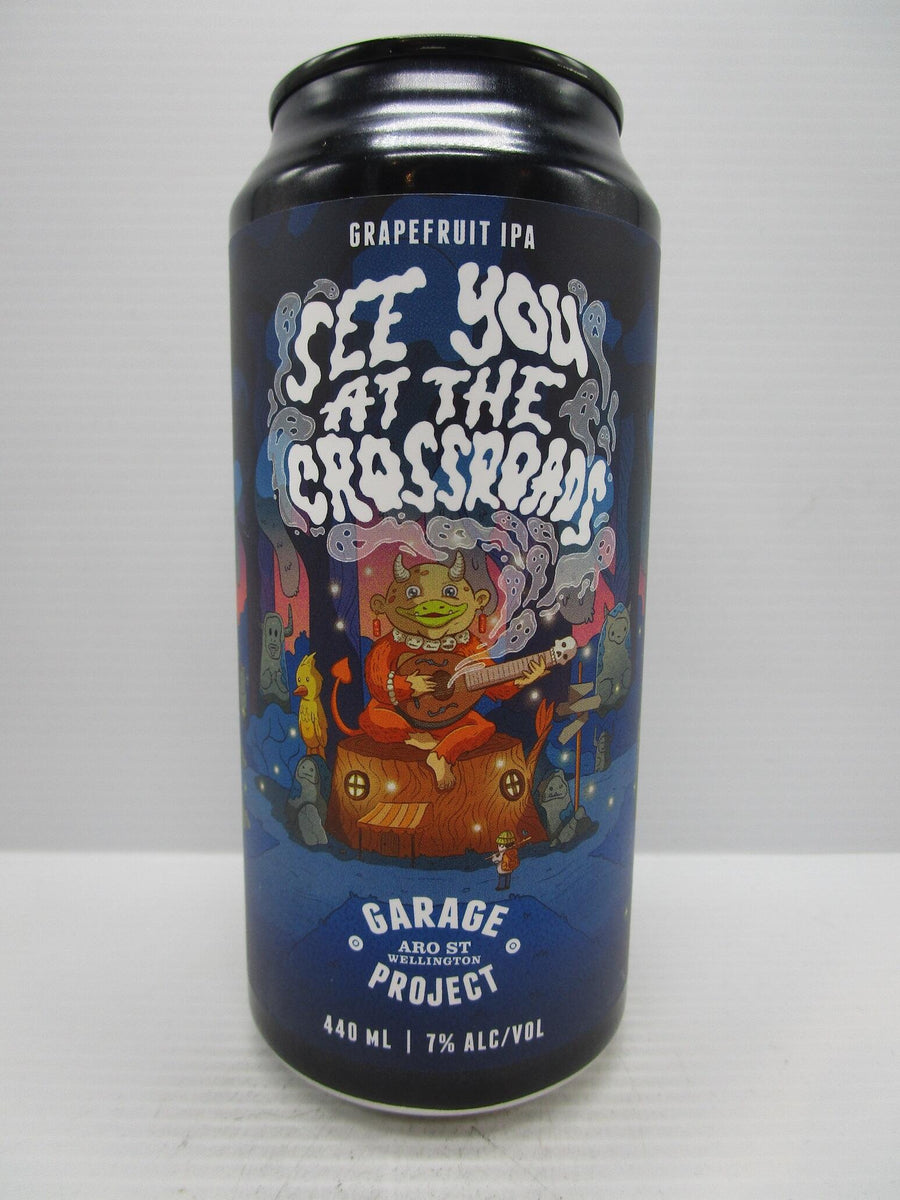 GRAPEFRUIT IPA
SEE YOU
AT THE
CROSSROADS
GARAGE
ARO ST
WELLINGTON
PROJECT
440 ML | 7% ALC/VOL